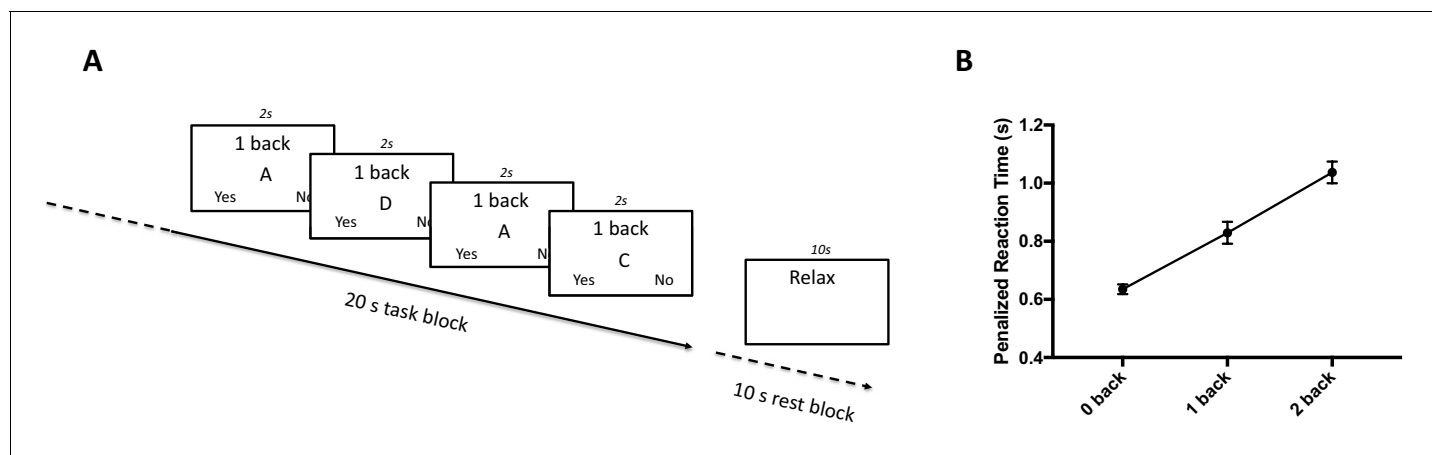 A
2s
1 back
A
Yes
No
2s
1 back
D
Yes
No
2s
1 back
A
Yes
N
2s
1 back
C
Yes No
10s
Relax
20 s task block
10 s rest block
B
Penalized Reaction Time (s)
1.2
1.0
0.8
0.6
0.4
0 back
1 back
2 back